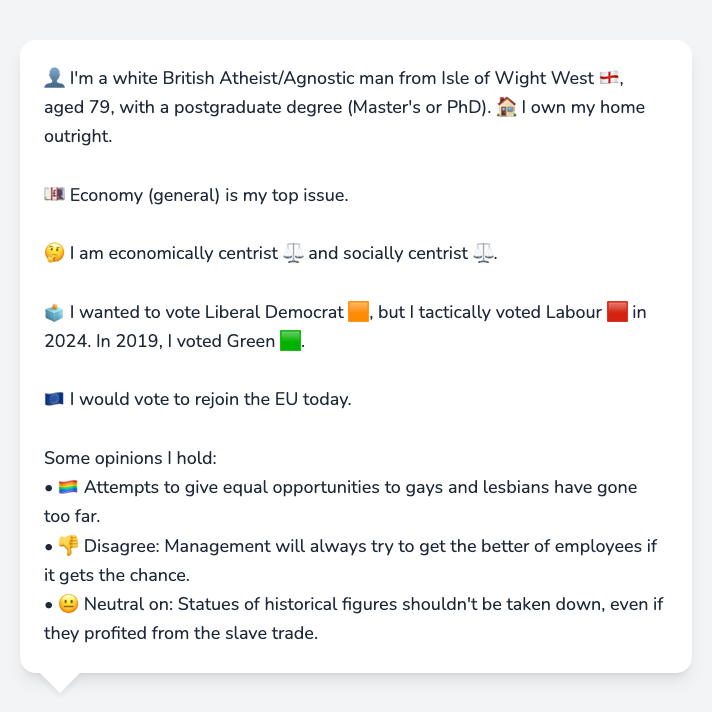 👤 I'm a white British Atheist/Agnostic man from Isle of Wight West 🏴󠁧󠁢󠁥󠁮󠁧󠁿,
aged 79, with a postgraduate degree (Master's or PhD). 🏠 I own my home
outright.
💷 Economy (general) is my top issue.
🤔 I am economically centrist ⚖️ and socially centrist ⚖️.
🗳️ I wanted to vote Liberal Democrat 🟧, but I tactically voted Labour 🟥 in
2024. In 2019, I voted Green 🟩.
🇪🇺 I would vote to rejoin the EU today.
Some opinions I hold:
• 🏳️‍🌈 Attempts to give equal opportunities to gays and lesbians have gone
too far.
• 👎 Disagree: Management will always try to get the better of employees if
it gets the chance.
• 😐 Neutral on: Statues of historical figures shouldn't be taken down, even if
they profited from the slave trade.